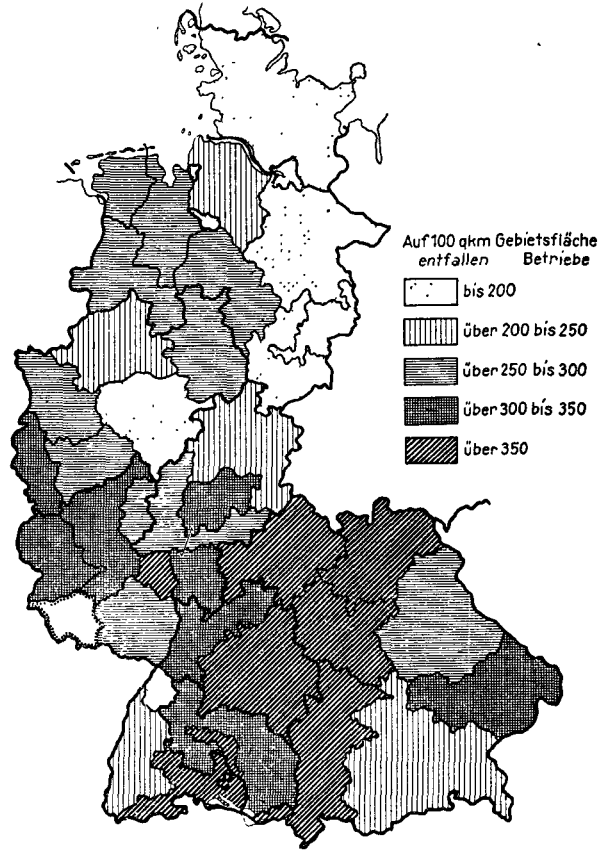 Auf 100 qkm Gebietsfläche
entfallen Betriebe
bis 200
über 200 bis 250
über 250 bis 300
über 300 bis 350
über 350